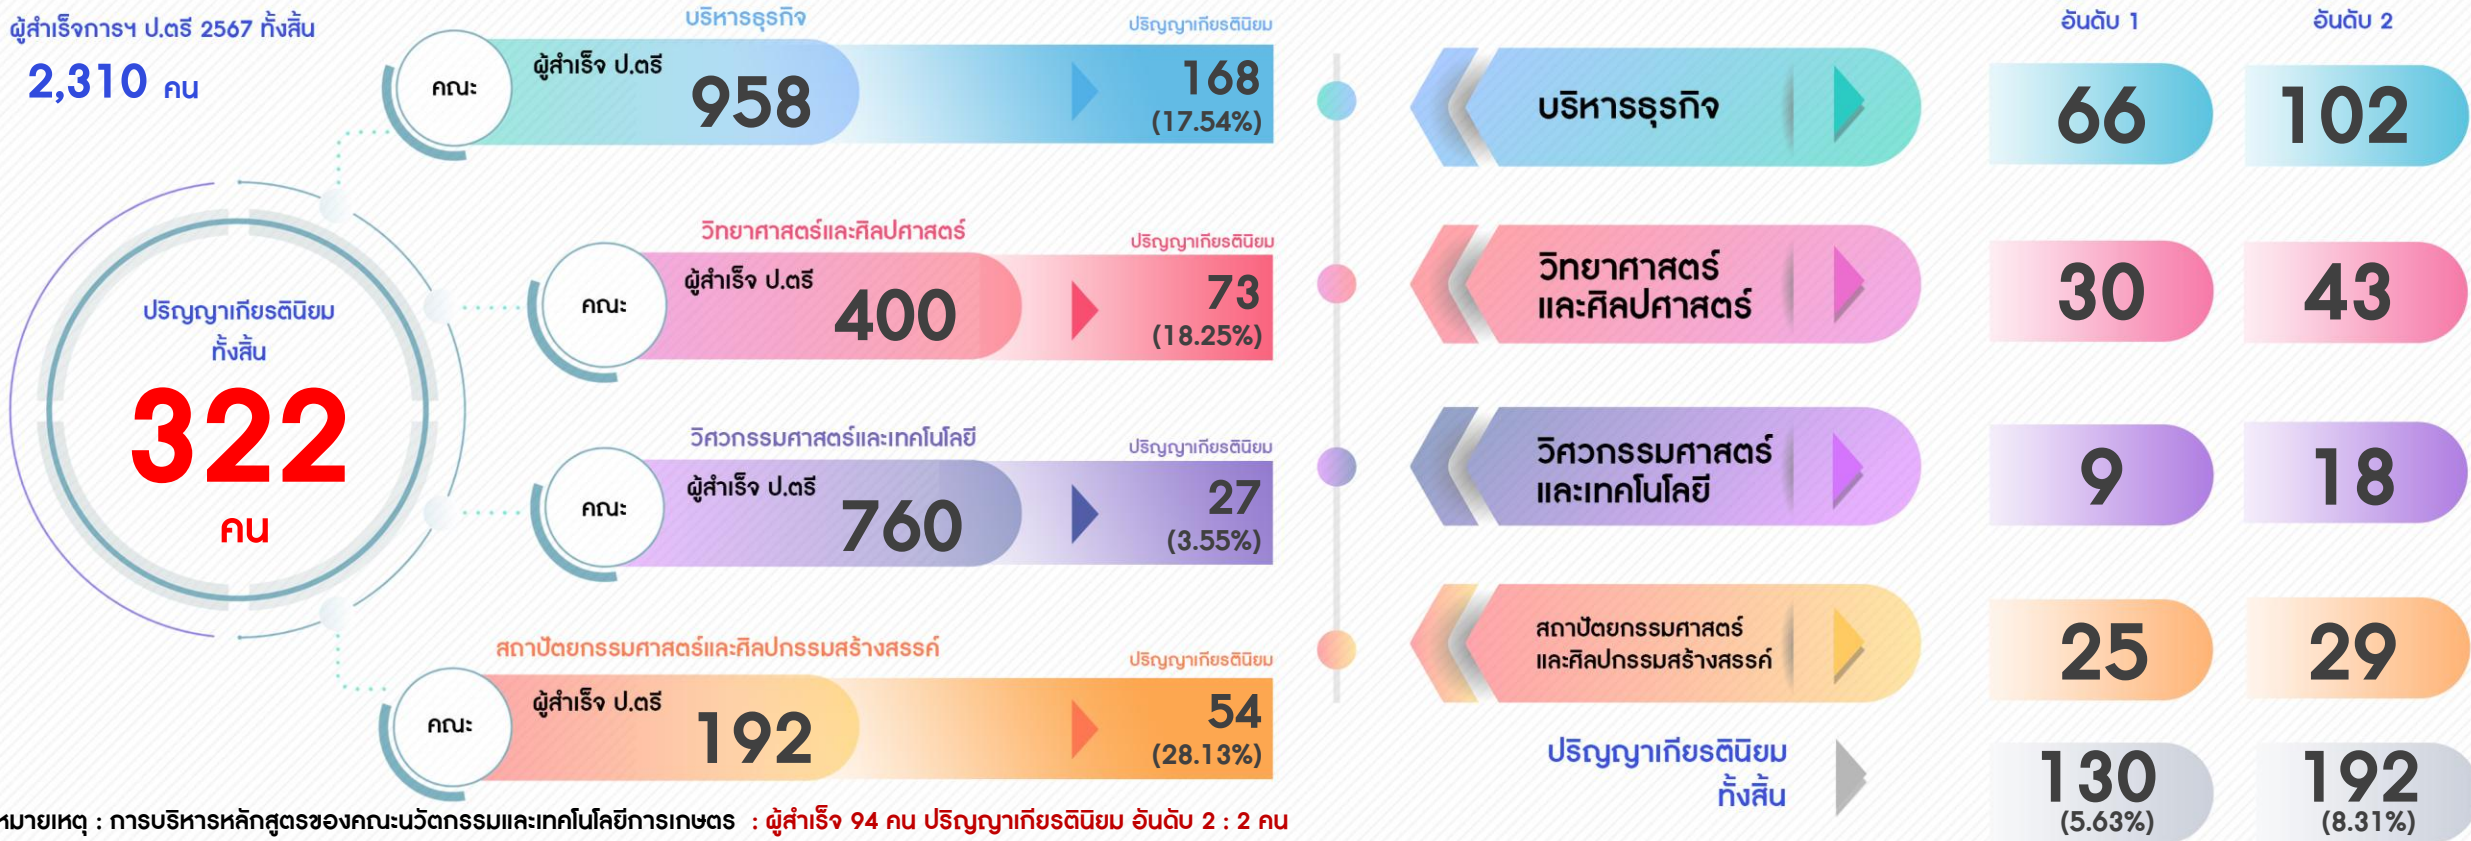 ผู้สำเร็จการฯ ป.ตรี 2567 ทั้งสิ้น
2,310 คน
ปริญญาเกียรตินิยม
ทั้งสิ้น
322
คน
บริหารธุรกิจ
ปริญญาเกียรตินิยม
คณะ
ผู้สำเร็จ ป.ตรี
958
168
(17.54%)
วิทยาศาสตร์และศิลปศาสตร์
ปริญญาเกียรตินิยม
คณะ
ผู้สำเร็จ ป.ตรี
400
73
(18.25%)
วิศวกรรมศาสตร์และเทคโนโลยี
ปริญญาเกียรตินิยม
คณะ
ผู้สำเร็จ ป.ตรี
760
27
(3.55%)
สถาปัตยกรรมศาสตร์และศิลปกรรมสร้างสรรค์
ปริญญาเกียรตินิยม
คณะ
ผู้สำเร็จ ป.ตรี
192
54
(28.13%)
อันดับ 1 อันดับ 2
บริหารธุรกิจ
66 102
วิทยาศาสตร์
และศิลปศาสตร์
30 43
วิศวกรรมศาสตร์
และเทคโนโลยี
9 18
สถาปัตยกรรมศาสตร์
และศิลปกรรมสร้างสรรค์
25 29
ปริญญาเกียรตินิยม
ทั้งสิ้น
130 192
(5.63%) (8.31%)
หมายเหตุ : การบริหารหลักสูตรของคณะนวัตกรรมและเทคโนโลยีการเกษตร : ผู้สำเร็จ 94 คน ปริญญาเกียรตินิยม อันดับ 2 : 2 คน